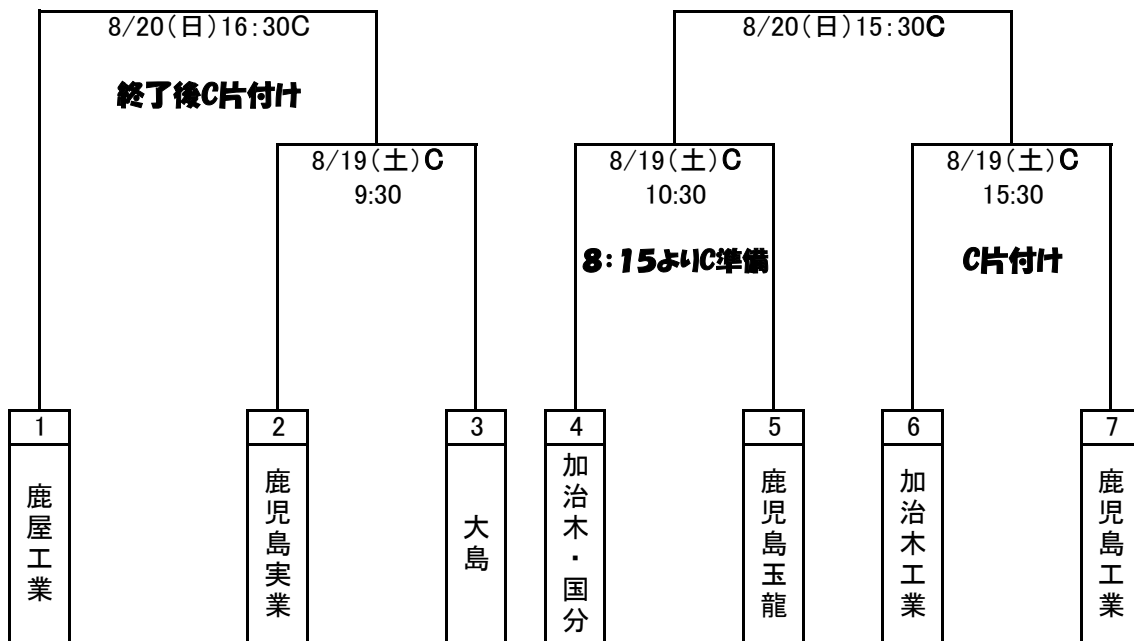 8/20(日)16:30C
8/20(日)15:30C
終了後C片付け
8/19(土)C
9:30
8/19(土)C
10:30
8/19(土)C
15:30
8:15よりC準備
C片付け
1
2
3
4
5
6
7
鹿屋工業
鹿児島実業
大島
加治木・国分
鹿児島玉龍
加治木工業
鹿児島工業